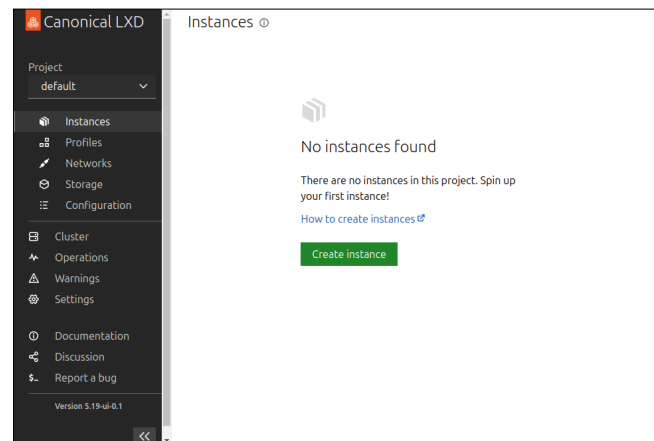 Canonical LXD
Project
default
Instances
Profiles
Networks
Storage
Configuration
Cluster
Operations
Warnings
Settings
Documentation
Discussion
Report a bug
Version 5.19-ui-0.1
Instances
No instances found
There are no instances in this project. Spin up
your first instance!
How to create instances
Create instance